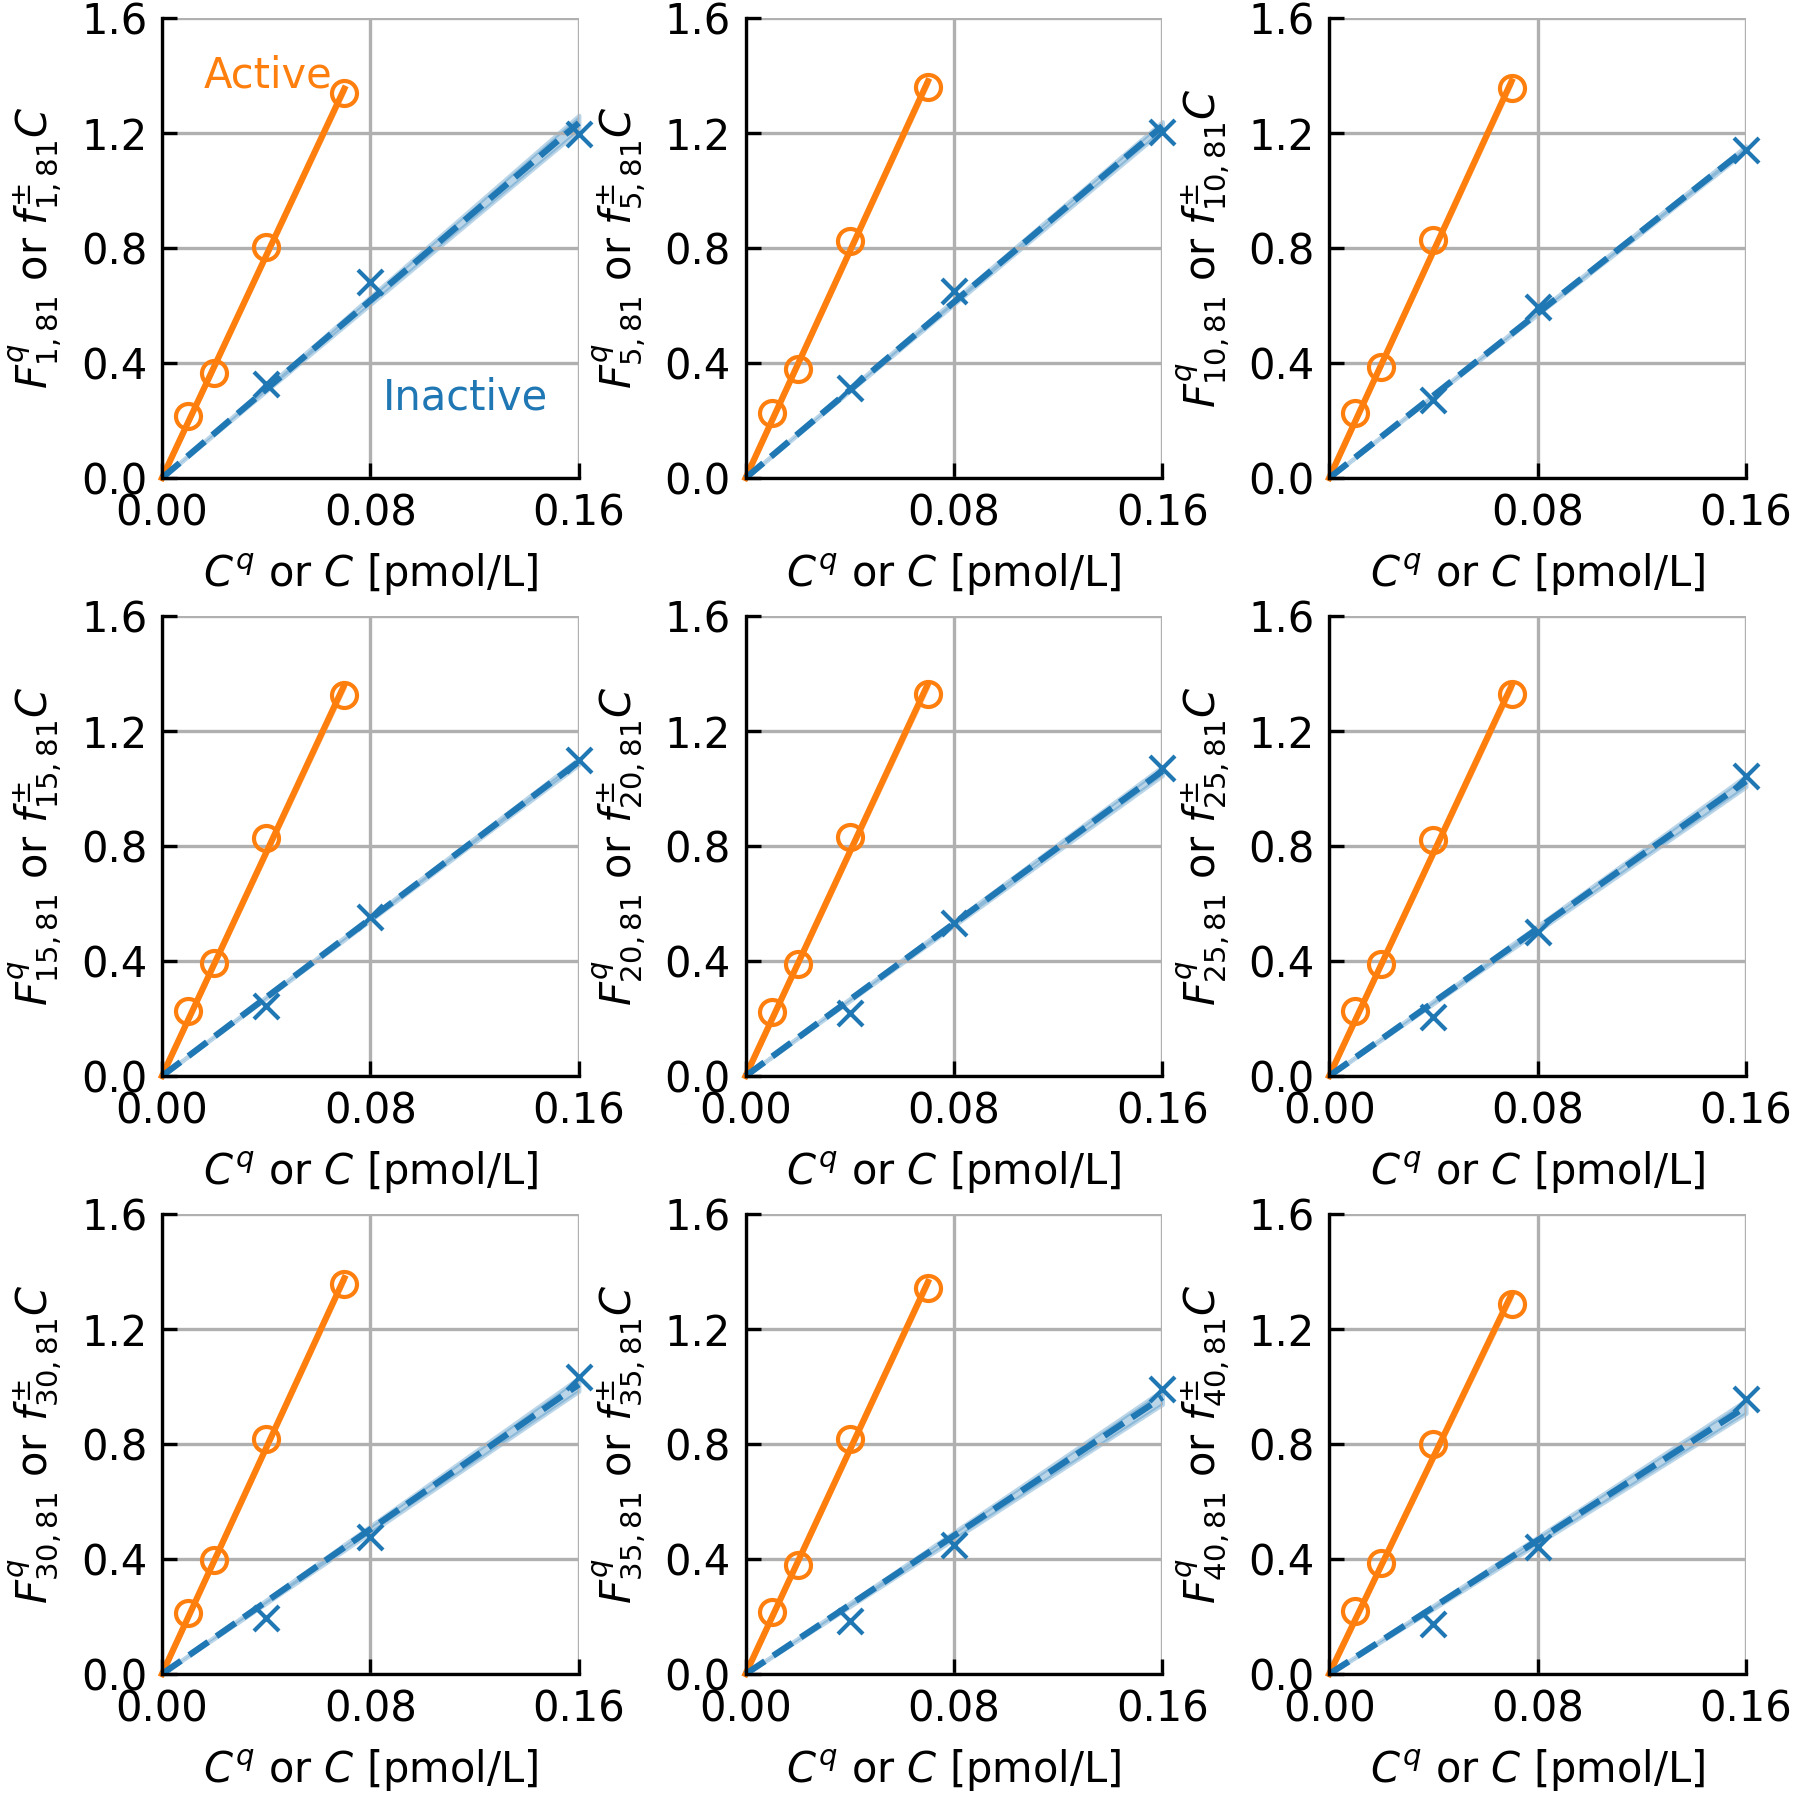 1.6
1.2
0.8
0.4
0.0
0.00 0.08 0.16
Active
Inactive
F^q_{1,81} or f^±_{1,81}C
C^q or C [pmol/L]
1.6
1.2
0.8
0.4
0.0
0.08 0.16
F^q_{5,81} or f^±_{5,81}C
C^q or C [pmol/L]
1.6
1.2
0.8
0.4
0.0
0.08 0.16
F^q_{10,81} or f^±_{10,81}C
C^q or C [pmol/L]
1.6
1.2
0.8
0.4
0.0
0.00 0.08 0.16
F^q_{15,81} or f^±_{15,81}C
C^q or C [pmol/L]
1.6
1.2
0.8
0.4
0.0
0.00 0.08 0.16
F^q_{20,81} or f^±_{20,81}C
C^q or C [pmol/L]
1.6
1.2
0.8
0.4
0.0
0.00 0.08 0.16
F^q_{25,81} or f^±_{25,81}C
C^q or C [pmol/L]
1.6
1.2
0.8
0.4
0.0
0.00 0.08 0.16
F^q_{30,81} or f^±_{30,81}C
C^q or C [pmol/L]
1.6
1.2
0.8
0.4
0.0
0.00 0.08 0.16
F^q_{35,81} or f^±_{35,81}C
C^q or C [pmol/L]
1.6
1.2
0.8
0.4
0.0
0.00 0.08 0.16
F^q_{40,81} or f^±_{40,81}C
C^q or C [pmol/L]